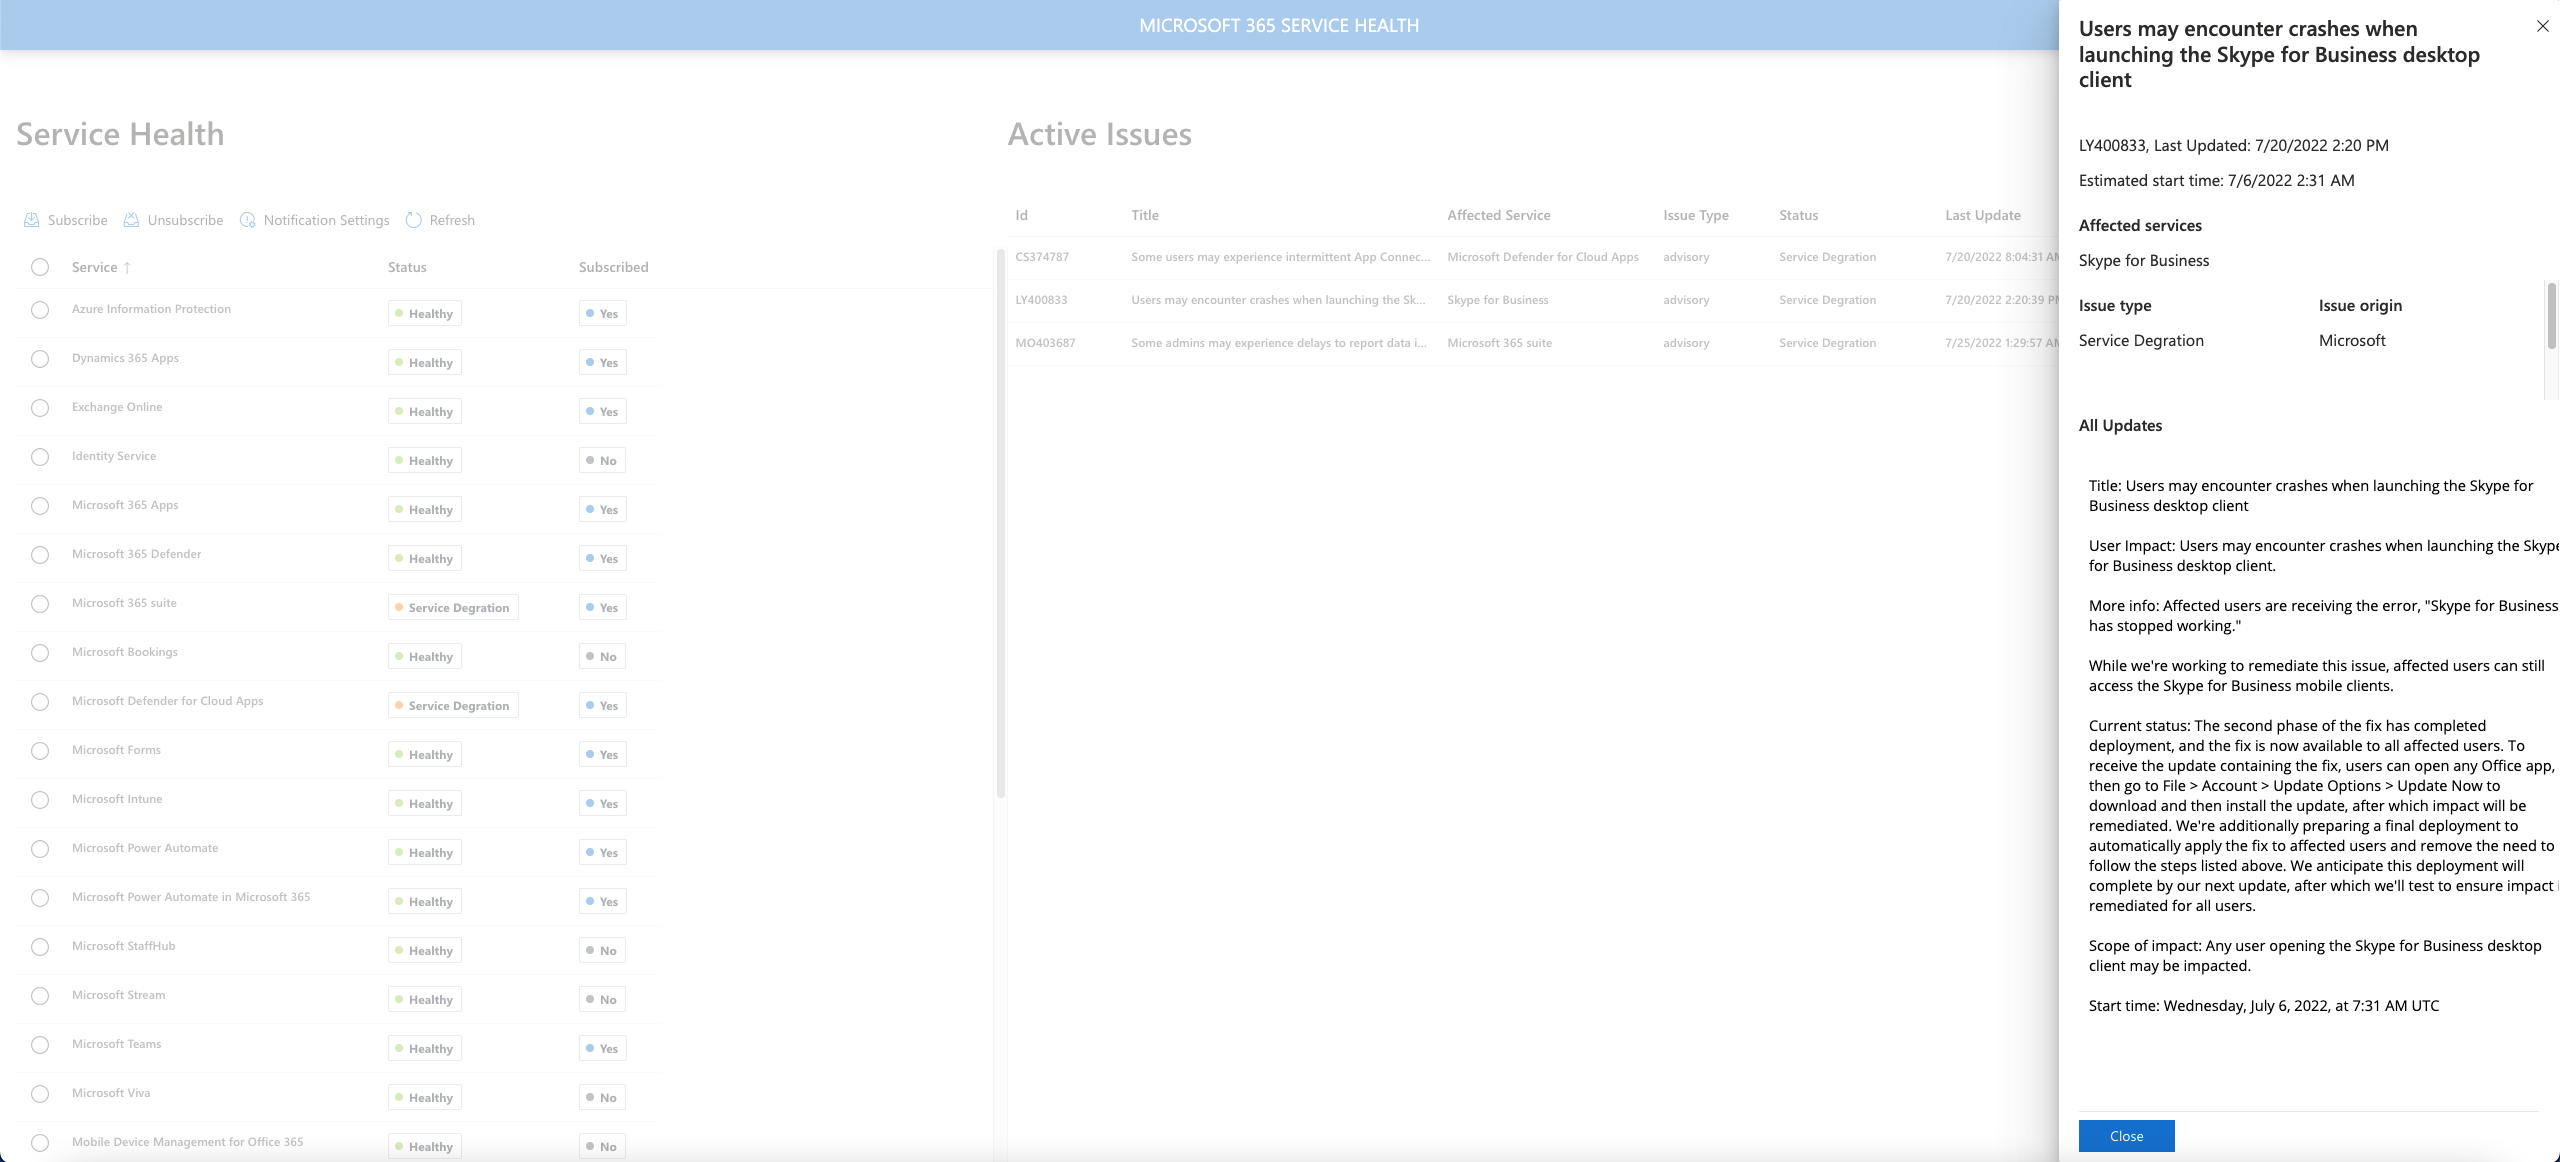 MICROSOFT 365 SERVICE HEALTH
Service Health
Subscribe Unsubscribe Notification Settings Refresh
Service ↑ Status Subscribed
Azure Information Protection Healthy Yes
Dynamics 365 Apps Healthy Yes
Exchange Online Healthy Yes
Identity Service Healthy No
Microsoft 365 Apps Healthy Yes
Microsoft 365 Defender Healthy Yes
Microsoft 365 suite Service Degration Yes
Microsoft Bookings Healthy No
Microsoft Defender for Cloud Apps Service Degration Yes
Microsoft Forms Healthy Yes
Microsoft Intune Healthy Yes
Microsoft Power Automate Healthy Yes
Microsoft Power Automate in Microsoft 365 Healthy Yes
Microsoft StaffHub Healthy No
Microsoft Stream Healthy No
Microsoft Teams Healthy Yes
Microsoft Viva Healthy No
Mobile Device Management for Office 365 Healthy No
Active Issues
Id Title Affected Service Issue Type Status Last Update
CS374787 Some users may experience intermittent App Connec... Microsoft Defender for Cloud Apps advisory Service Degration 7/20/2022 8:04:31 AM
LY400833 Users may encounter crashes when launching the Sk... Skype for Business advisory Service Degration 7/20/2022 2:20:39 PM
MO403687 Some admins may experience delays to report data i... Microsoft 365 suite advisory Service Degration 7/25/2022 1:29:57 AM
Users may encounter crashes when
launching the Skype for Business desktop
client
LY400833, Last Updated: 7/20/2022 2:20 PM
Estimated start time: 7/6/2022 2:31 AM
Affected services
Skype for Business
Issue type Issue origin
Service Degration Microsoft
All Updates
Title: Users may encounter crashes when launching the Skype for
Business desktop client
User Impact: Users may encounter crashes when launching the Skype
for Business desktop client.
More info: Affected users are receiving the error, "Skype for Business
has stopped working."
While we're working to remediate this issue, affected users can still
access the Skype for Business mobile clients.
Current status: The second phase of the fix has completed
deployment, and the fix is now available to all affected users. To
receive the update containing the fix, users can open any Office app,
then go to File > Account > Update Options > Update Now to
download and then install the update, after which impact will be
remediated. We're additionally preparing a final deployment to
automatically apply the fix to affected users and remove the need to
follow the steps listed above. We anticipate this deployment will
complete by our next update, after which we'll test to ensure impact
remediated for all users.
Scope of impact: Any user opening the Skype for Business desktop
client may be impacted.
Start time: Wednesday, July 6, 2022, at 7:31 AM UTC
Close